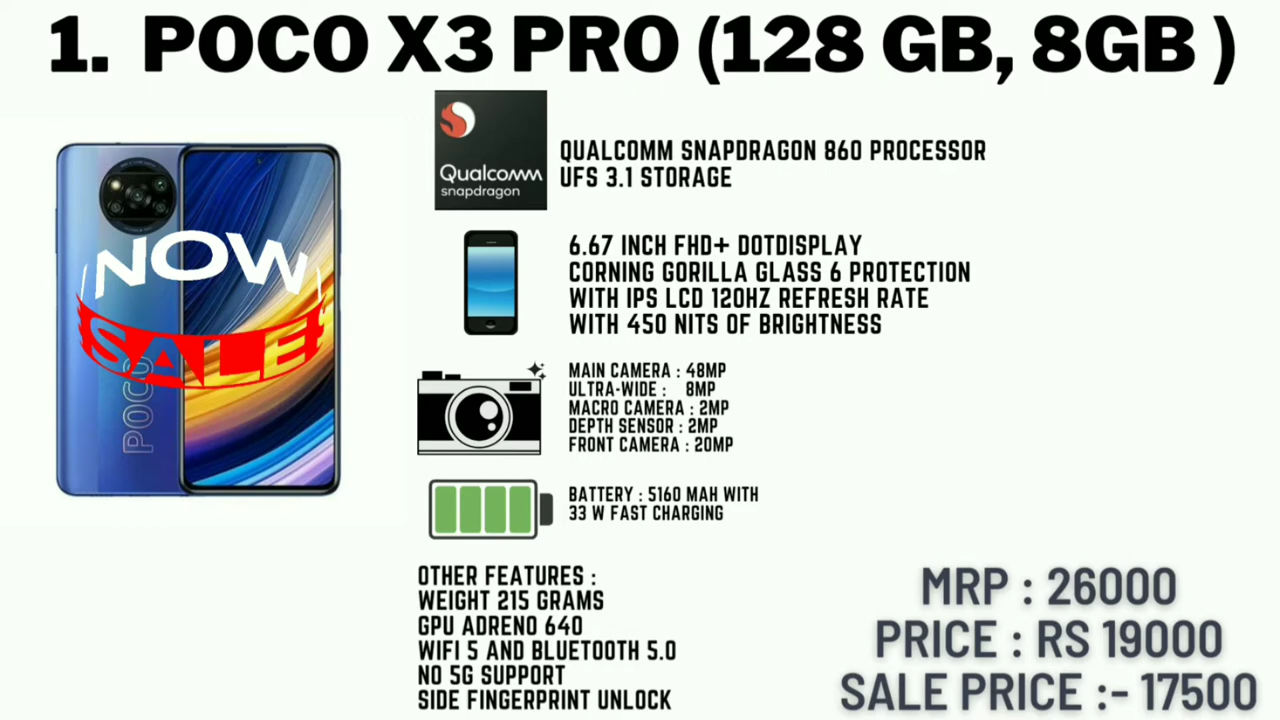 1. POCO X3 PRO (128 GB, 8GB )
Qualcomm
snapdragon
QUALCOMM SNAPDRAGON 860 PROCESSOR
UFS 3.1 STORAGE
NOW
SALE
POCO
6.67 INCH FHD+ DOTDISPLAY
CORNING GORILLA GLASS 6 PROTECTION
WITH IPS LCD 120HZ REFRESH RATE
WITH 450 NITS OF BRIGHTNESS
MAIN CAMERA : 48MP
ULTRA-WIDE : 8MP
MACRO CAMERA : 2MP
DEPTH SENSOR : 2MP
FRONT CAMERA : 20MP
BATTERY : 5160 MAH WITH
33 W FAST CHARGING
OTHER FEATURES :
WEIGHT 215 GRAMS
GPU ADRENO 640
WIFI 5 AND BLUETOOTH 5.0
NO 5G SUPPORT
SIDE FINGERPRINT UNLOCK
MRP : 26000
PRICE : RS 19000
SALE PRICE :- 17500